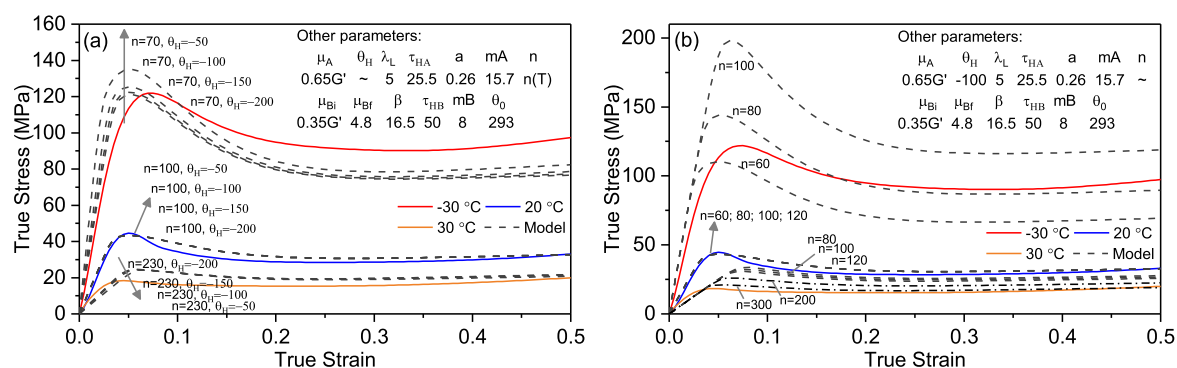 (a)
Other parameters:
μA θH λL τHA a mA n
0.65G' ~ 5 25.5 0.26 15.7 n(T)
μBi μBf β τHB mB θ0
0.35G' 4.8 16.5 50 8 293
n=70, θH=-50
n=70, θH=-100
n=70, θH=-150
n=70, θH=-200
n=100, θH=-50
n=100, θH=-100
n=100, θH=-150
n=100, θH=-200
n=230, θH=-200
n=230, θH=-150
n=230, θH=-100
n=230, θH=-50
-30 °C 20 °C
30 °C Model
160
140
120
100
80
60
40
20
0
0.0 0.1 0.2 0.3 0.4 0.5
True Strain
True Stress (MPa)
(b)
Other parameters:
μA θH λL τHA a mA n
0.65G' -100 5 25.5 0.26 15.7 ~
μBi μBf β τHB mB θ0
0.35G' 4.8 16.5 50 8 293
n=100
n=80
n=60
n=60; 80; 100; 120
n=80
n=100
n=120
n=200
n=300
-30 °C 20 °C
30 °C Model
200
150
100
50
0
0.0 0.1 0.2 0.3 0.4 0.5
True Strain
True Stress (MPa)